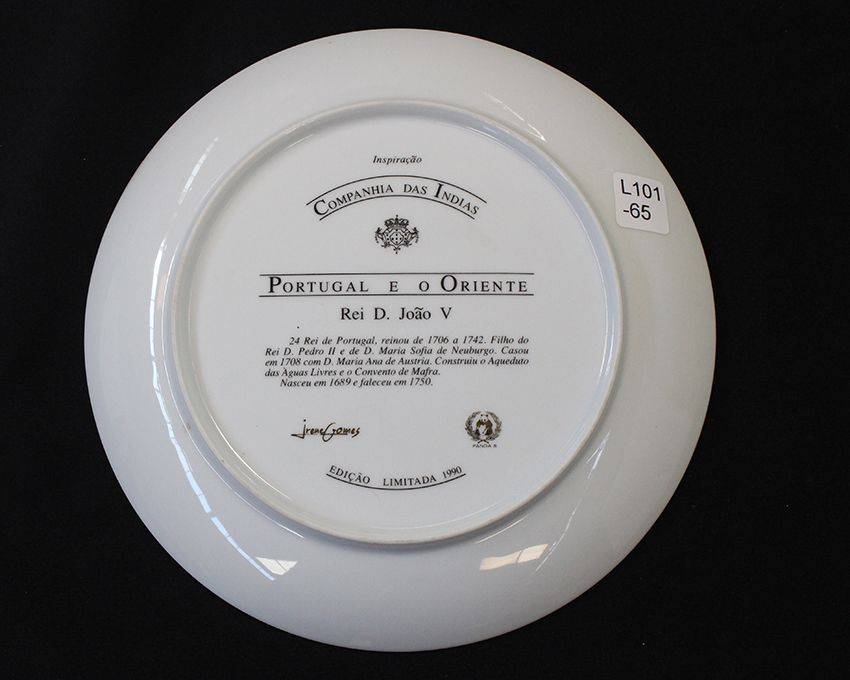 Inspiração
COMPANHIA DAS INDIAS
PORTUGAL E O ORIENTE
Rei D. João V
24 Rei de Portugal, reinou de 1706 a 1742. Filho do
Rei D. Pedro II e de D. Maria Sofia de Neuburgo. Casou
em 1708 com D. Maria Ana de Austria. Construiu o Aqueduto
das Aguas Livres e o Convento de Mafra.
Nasceu em 1689 e faleceu em 1750.
Irene Gomes
PANDA
EDIÇÃO LIMITADA 1990
L101
-65